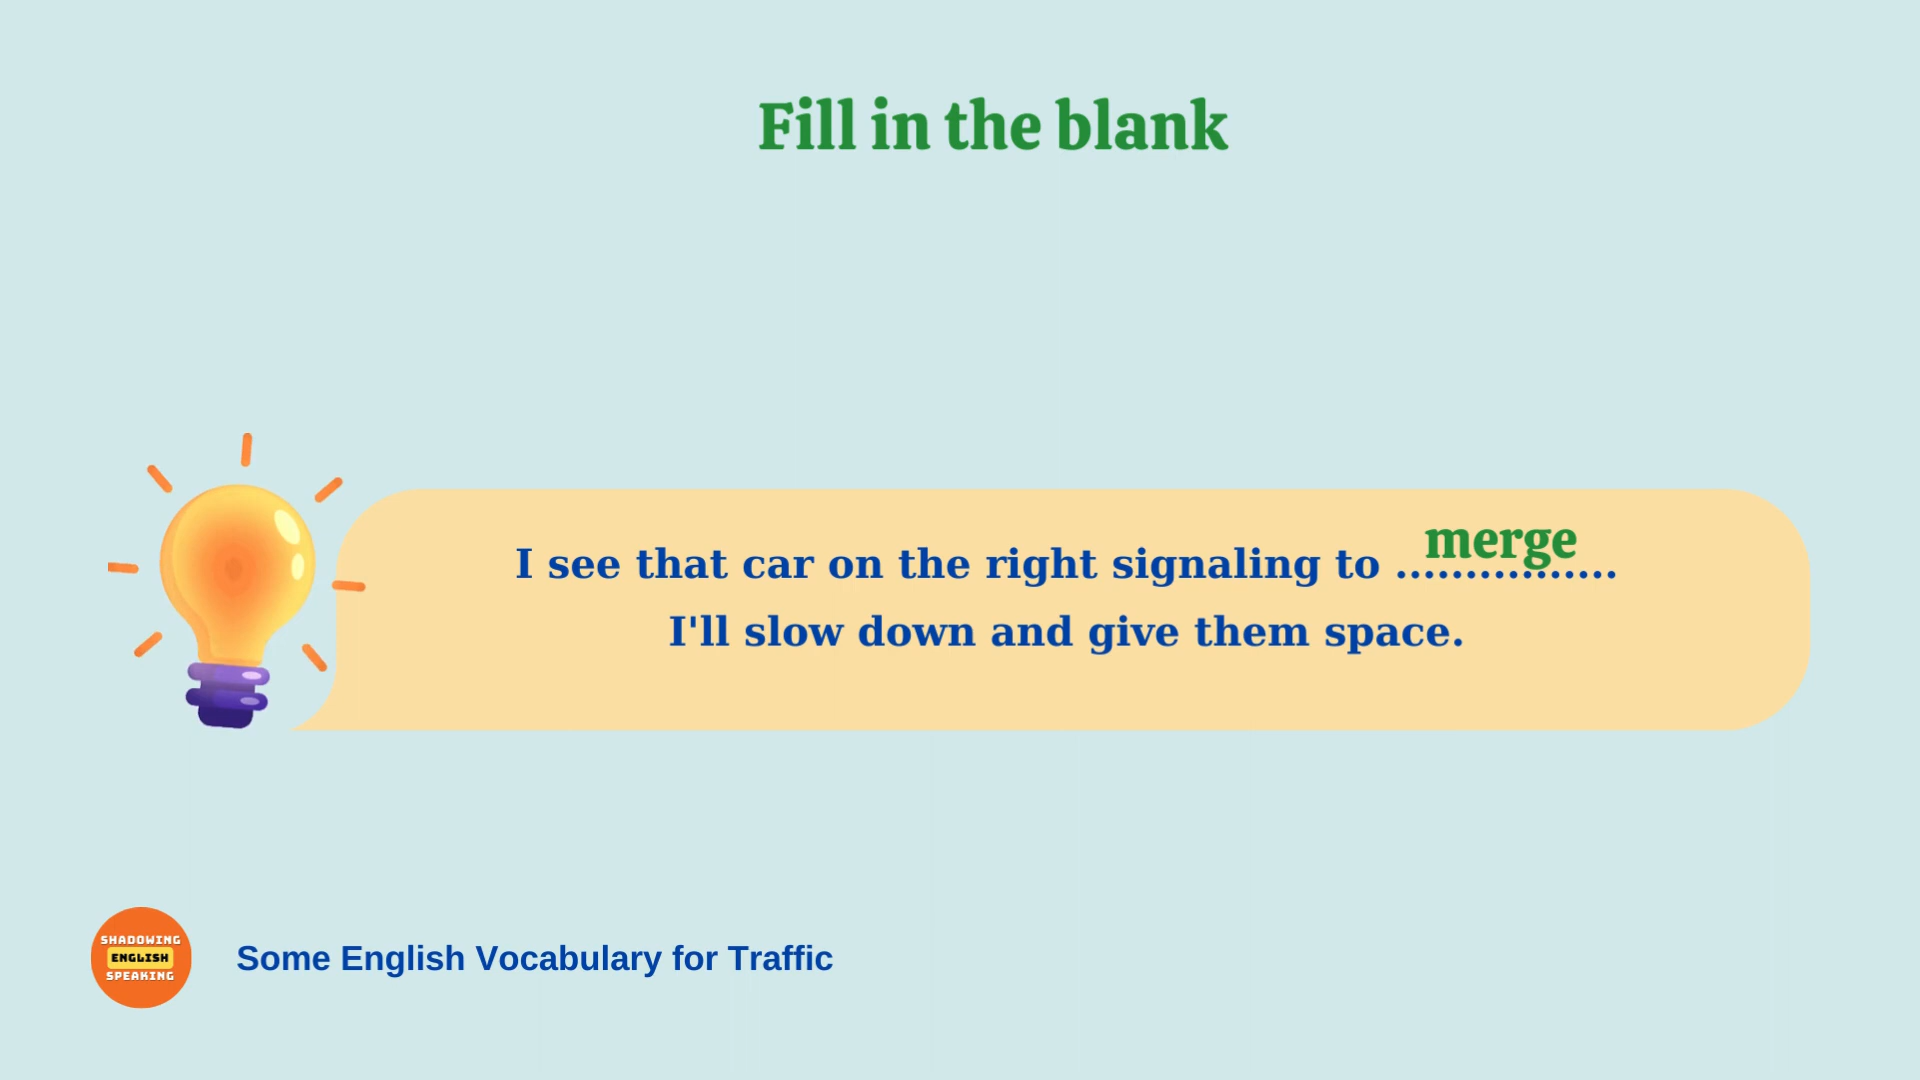 Fill in the blank
I see that car on the right signaling to ................ merge
I'll slow down and give them space.
SHADOWING
ENGLISH
SPEAKING
Some English Vocabulary for Traffic